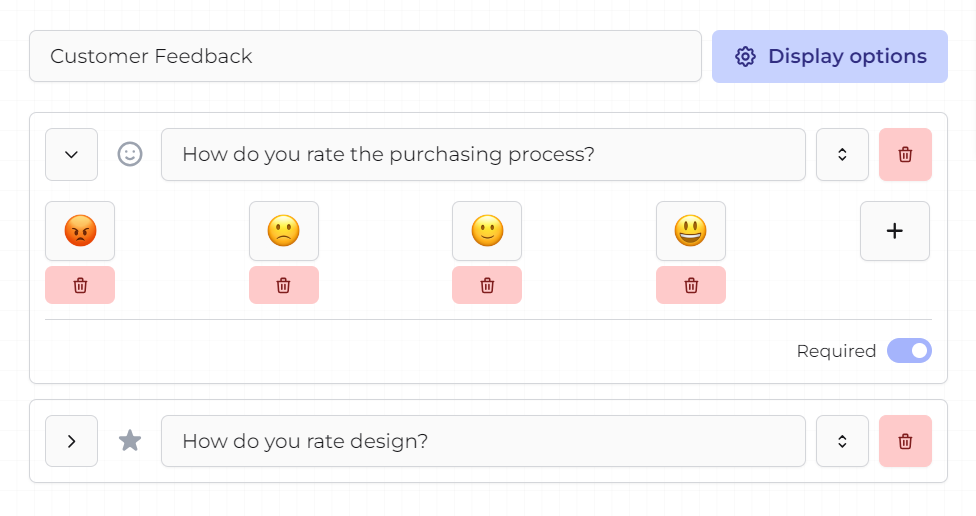 Customer Feedback
Display options
How do you rate the purchasing process?
Required
How do you rate design?